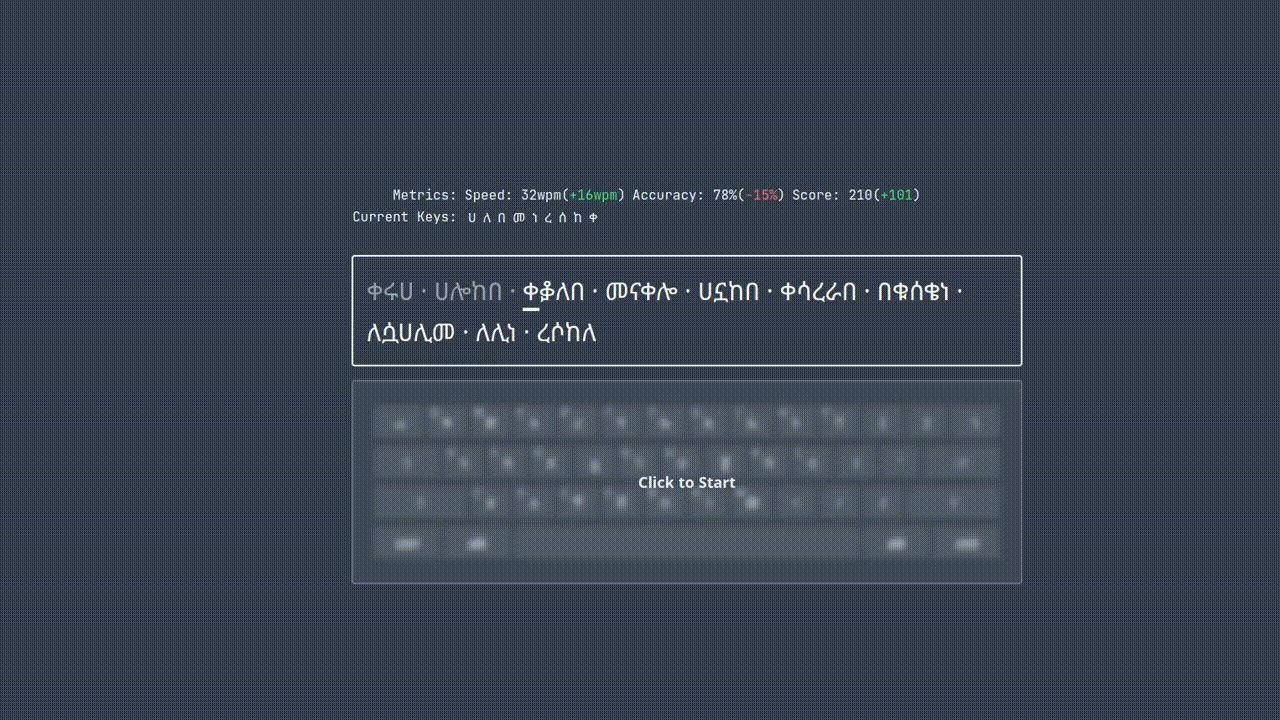 Metrics: Speed: 32wpm(+16wpm) Accuracy: 78%(-15%) Score: 210(+101)
Current Keys: ሀ ለ በ መ ነ ረ ሰ ከ ቀ
ቀሩሀ · ሀሎከበ · ቀቆለበ · መናቀሎ · ሀኗከበ · ቀሳረራበ · በቁሰቄነ ·
ለሷሀሊመ · ለሊነ · ረሶከለ
Click to Start